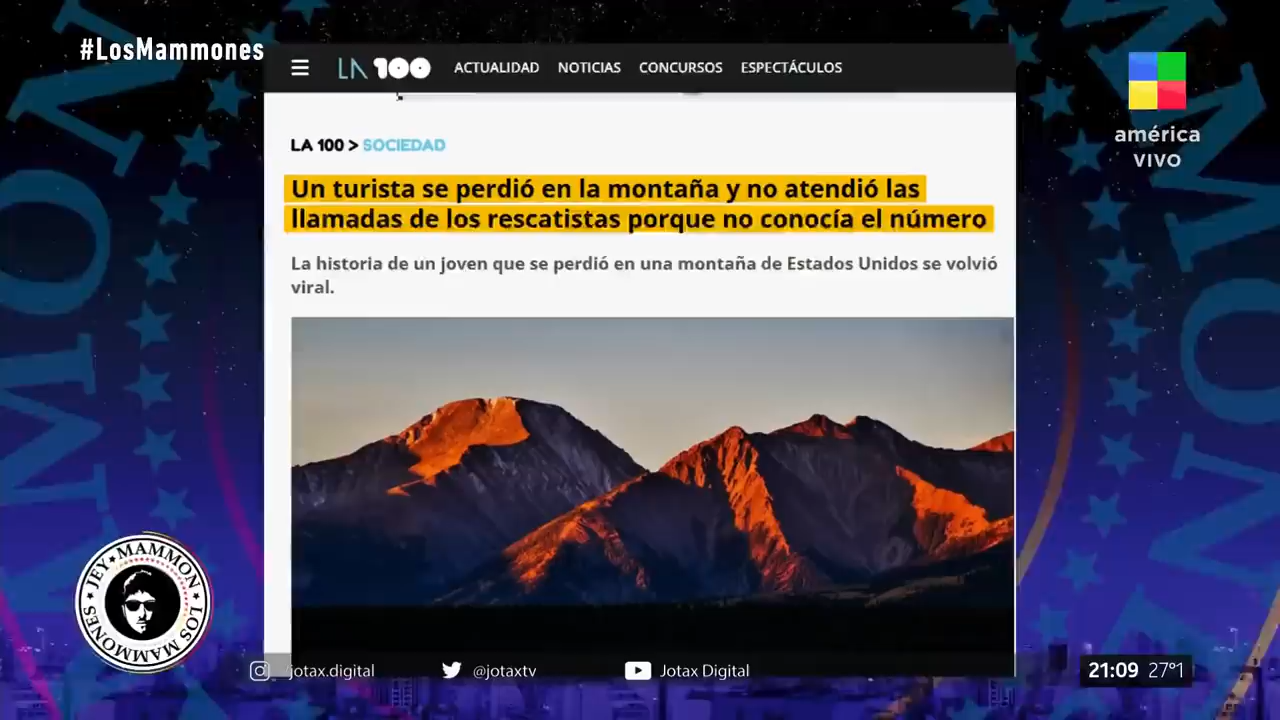 #LosMammones
LA 100
ACTUALIDAD
NOTICIAS
CONCURSOS
ESPECTÁCULOS
américa
VIVO
LA 100 > SOCIEDAD
Un turista se perdió en la montaña y no atendió las
llamadas de los rescatistas porque no conocía el número
La historia de un joven que se perdió en una montaña de Estados Unidos se volvió
viral.
JEY MAMMON
LOS MAMMONES
/jotax.digital
@jotaxtv
Jotax Digital
21:09 27°1